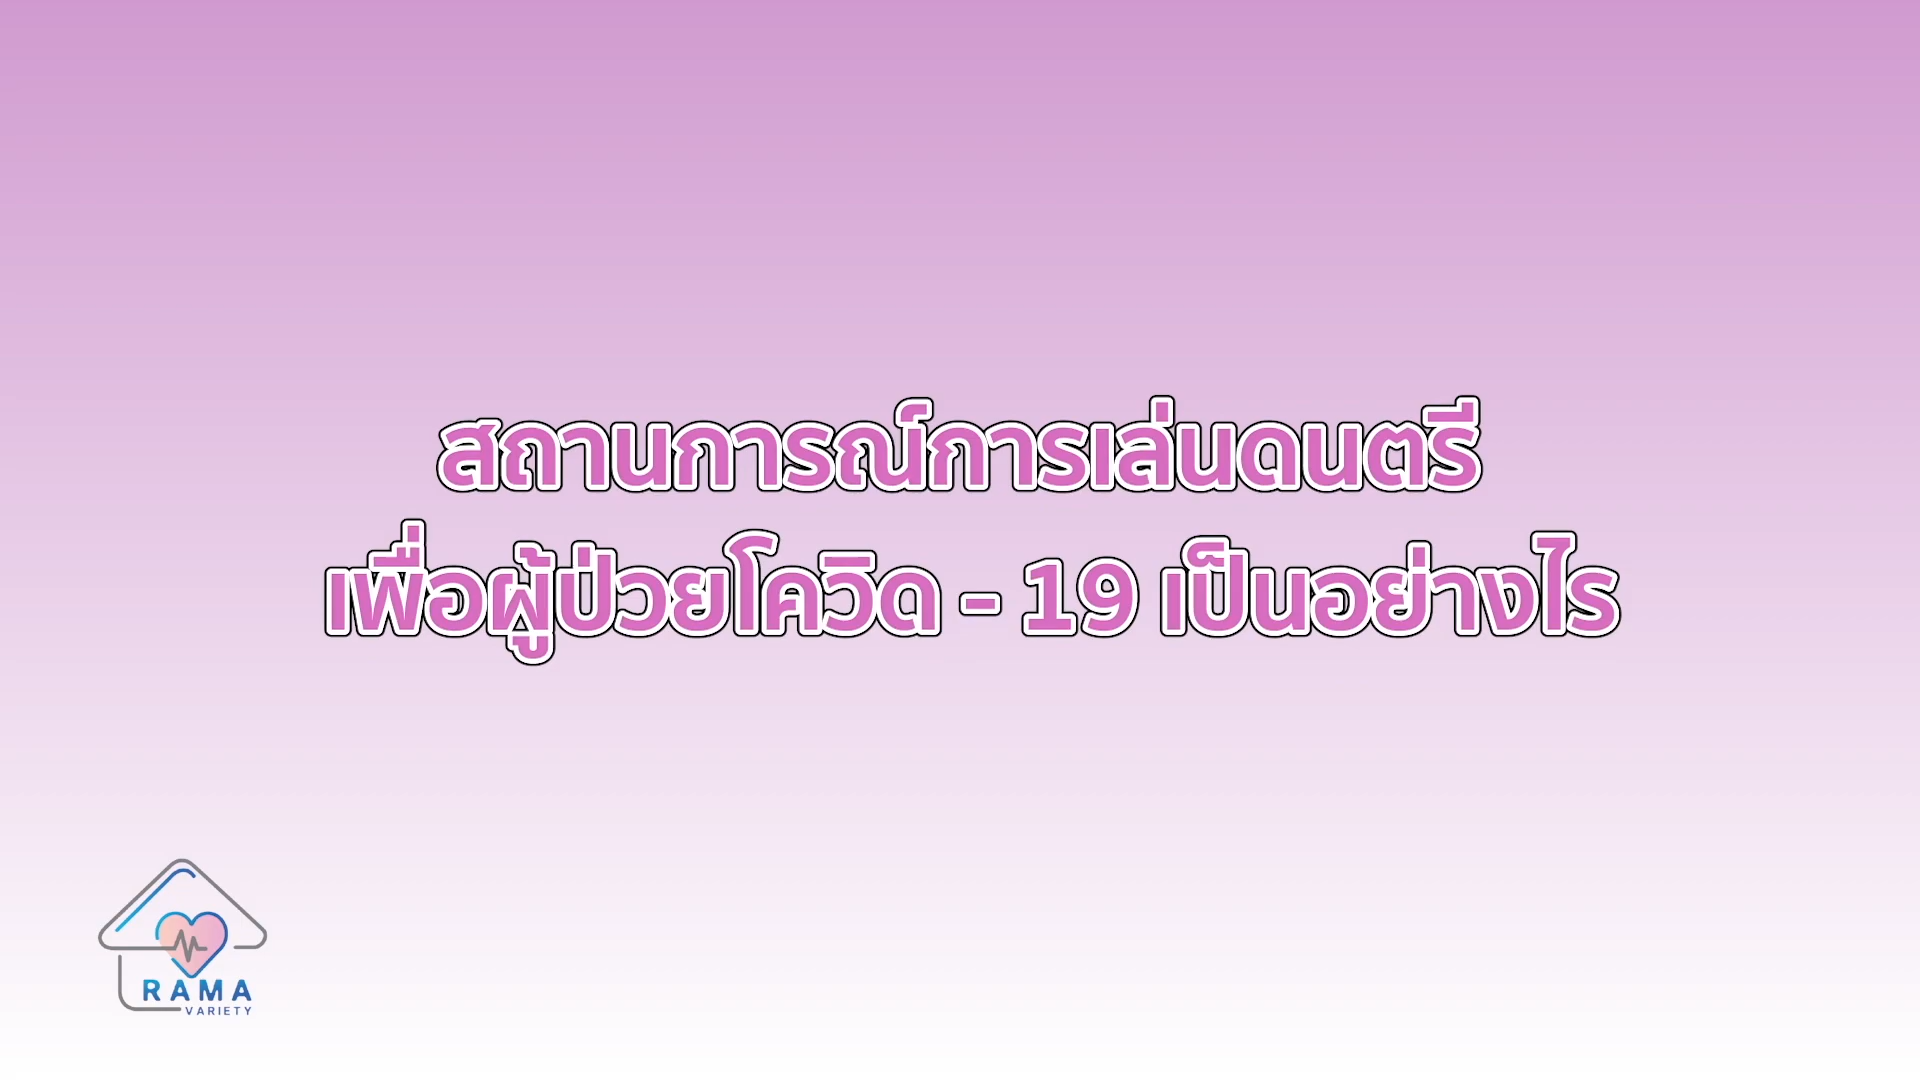 สถานการณ์การเล่นดนตรี
เพื่อผู้ป่วยโควิด - 19 เป็นอย่างไร
RAMA
VARIETY